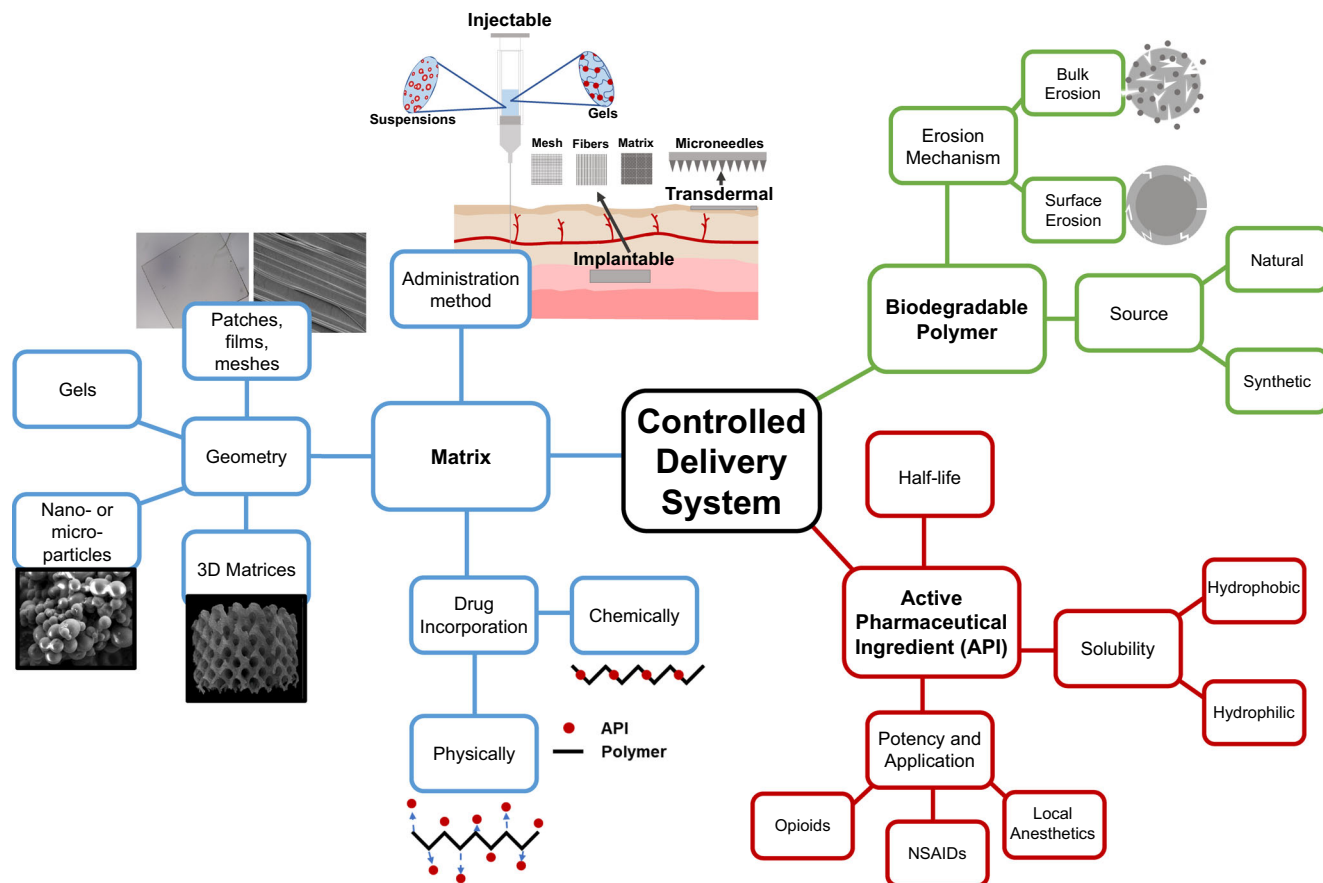 Injectable
Suspensions
Gels
Mesh
Fibers
Matrix
Microneedles
Transdermal
Implantable
Administration
method
Patches,
films,
meshes
Gels
Geometry
Nano- or
micro-
particles
3D Matrices
Matrix
Drug
Incorporation
Chemically
Physically
API
Polymer
Controlled
Delivery
System
Bulk
Erosion
Erosion
Mechanism
Surface
Erosion
Biodegradable
Polymer
Source
Natural
Synthetic
Half-life
Active
Pharmaceutical
Ingredient (API)
Solubility
Hydrophobic
Hydrophilic
Potency and
Application
Opioids
NSAIDs
Local
Anesthetics